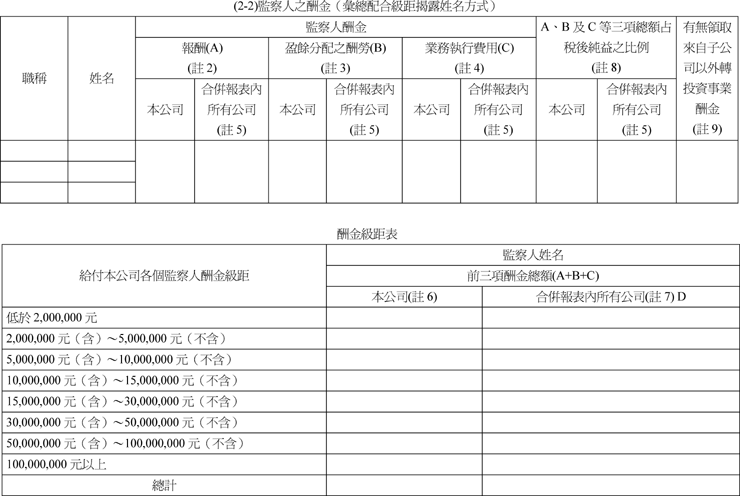 (2-2)監察人之酬金（彙總配合級距揭露姓名方式）
職稱
姓名
監察人酬金
A、B 及 C 等三項總額占
稅後純益之比例
(註 8)
有無領取
來自子公
司以外轉
投資事業
酬金
(註 9)
報酬(A)
(註 2)
盈餘分配之酬勞(B)
(註 3)
業務執行費用(C)
(註 4)
本公司
合併報表內
所有公司
(註 5)
本公司
合併報表內
所有公司
(註 5)
本公司
合併報表內
所有公司
(註 5)
本公司
合併報表內
所有公司
(註 5)
酬金級距表
給付本公司各個監察人酬金級距
監察人姓名
前三項酬金總額(A+B+C)
本公司(註 6)
合併報表內所有公司(註 7) D
低於 2,000,000 元
2,000,000 元（含）～5,000,000 元（不含）
5,000,000 元（含）～10,000,000 元（不含）
10,000,000 元（含）～15,000,000 元（不含）
15,000,000 元（含）～30,000,000 元（不含）
30,000,000 元（含）～50,000,000 元（不含）
50,000,000 元（含）～100,000,000 元（不含）
100,000,000 元以上
總計